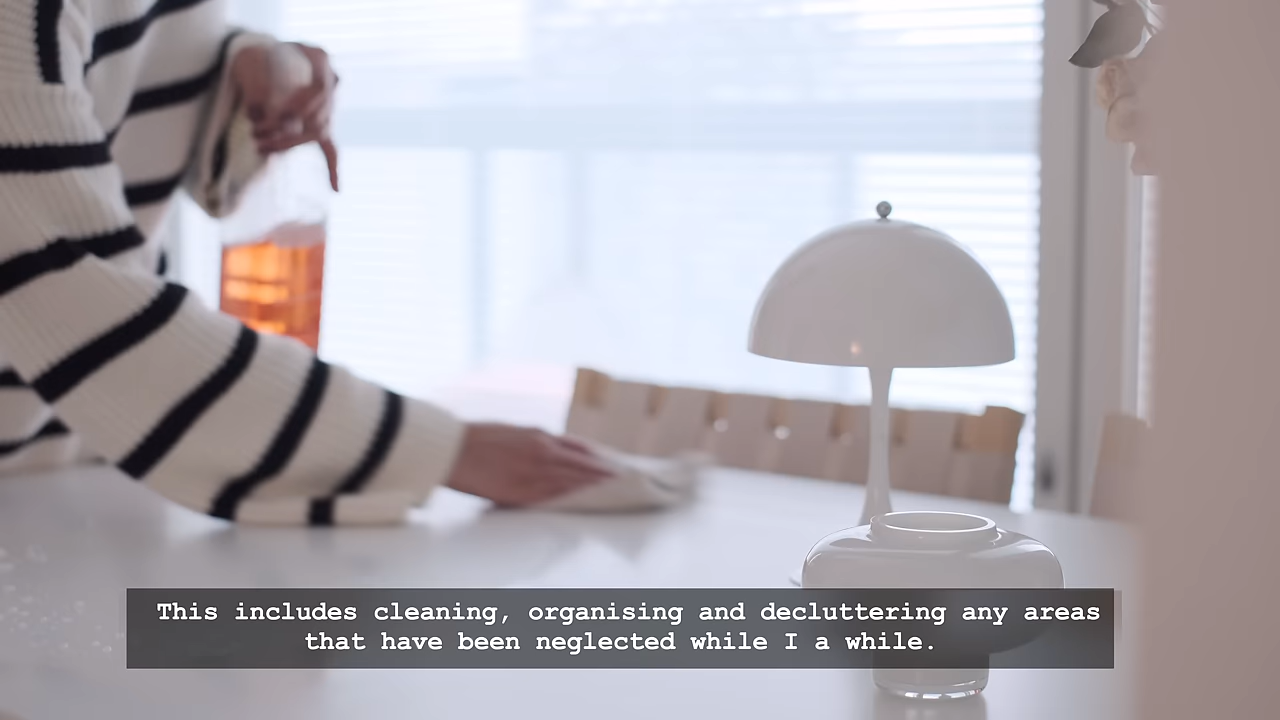 This includes cleaning, organising and decluttering any areas
that have been neglected while I a while.